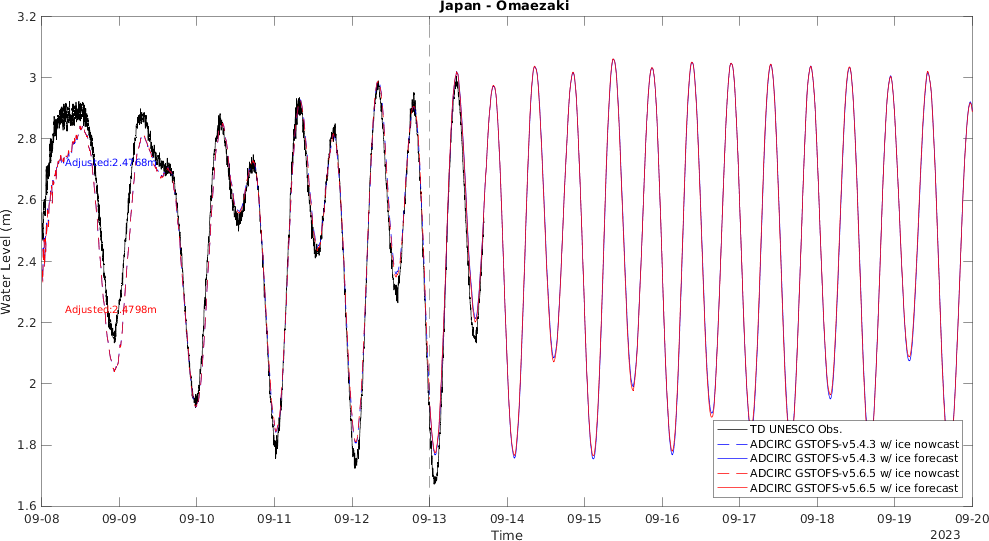 Japan - Omaezaki
3.2
3
2.8
2.6
2.4
2.2
2
1.8
1.6
Water Level (m)
Adjusted:2.4768m
Adjusted:2.4798m
TD UNESCO Obs.
ADCIRC GSTOFS-v5.4.3 w/ ice nowcast
ADCIRC GSTOFS-v5.4.3 w/ ice forecast
ADCIRC GSTOFS-v5.6.5 w/ ice nowcast
ADCIRC GSTOFS-v5.6.5 w/ ice forecast
09-08 09-09 09-10 09-11 09-12 09-13 09-14 09-15 09-16 09-17 09-18 09-19 09-20
Time
2023